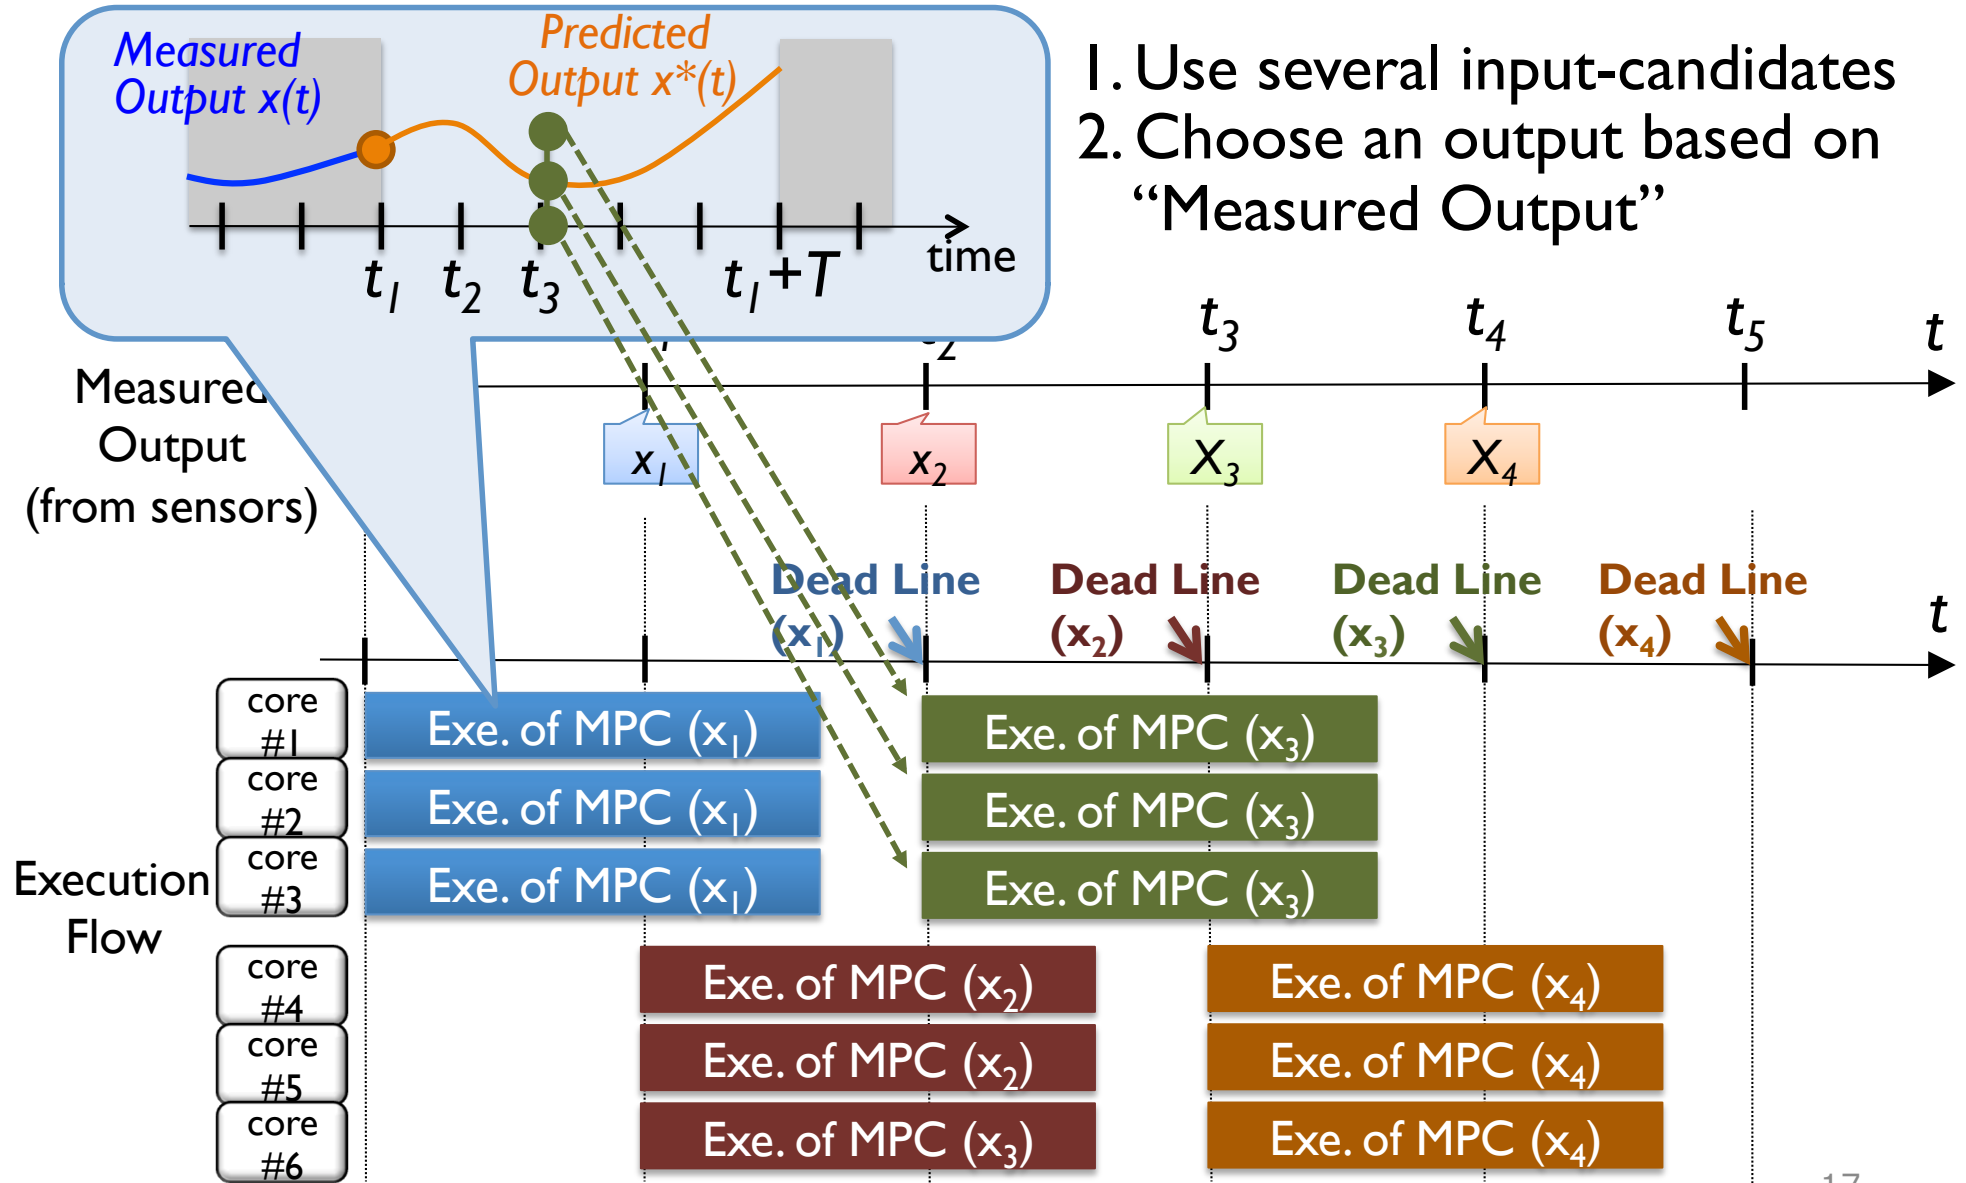 Measured
Output x(t)
Predicted
Output x*(t)
t1 t2 t3 t1+T time
1. Use several input-candidates
2. Choose an output based on
“Measured Output”
t3 t4 t5 t
Measured
Output
(from sensors)
x1 x2 X3 X4
Dead Line
(x1)
Dead Line
(x2)
Dead Line
(x3)
Dead Line
(x4)
t
Execution
Flow
core
#1
Exe. of MPC (x1) Exe. of MPC (x3)
core
#2
Exe. of MPC (x1) Exe. of MPC (x3)
core
#3
Exe. of MPC (x1) Exe. of MPC (x3)
core
#4
Exe. of MPC (x2) Exe. of MPC (x4)
core
#5
Exe. of MPC (x2) Exe. of MPC (x4)
core
#6
Exe. of MPC (x3) Exe. of MPC (x4)
17